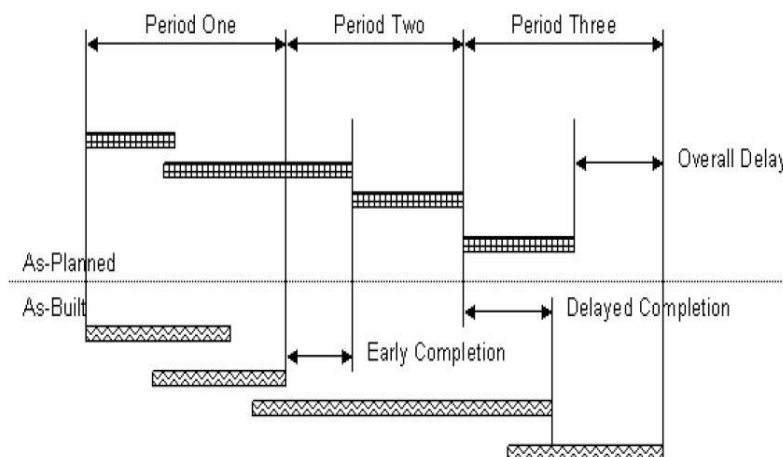 Period One
Period Two
Period Three
Overall Delay
As-Planned
As-Built
Delayed Completion
Early Completion